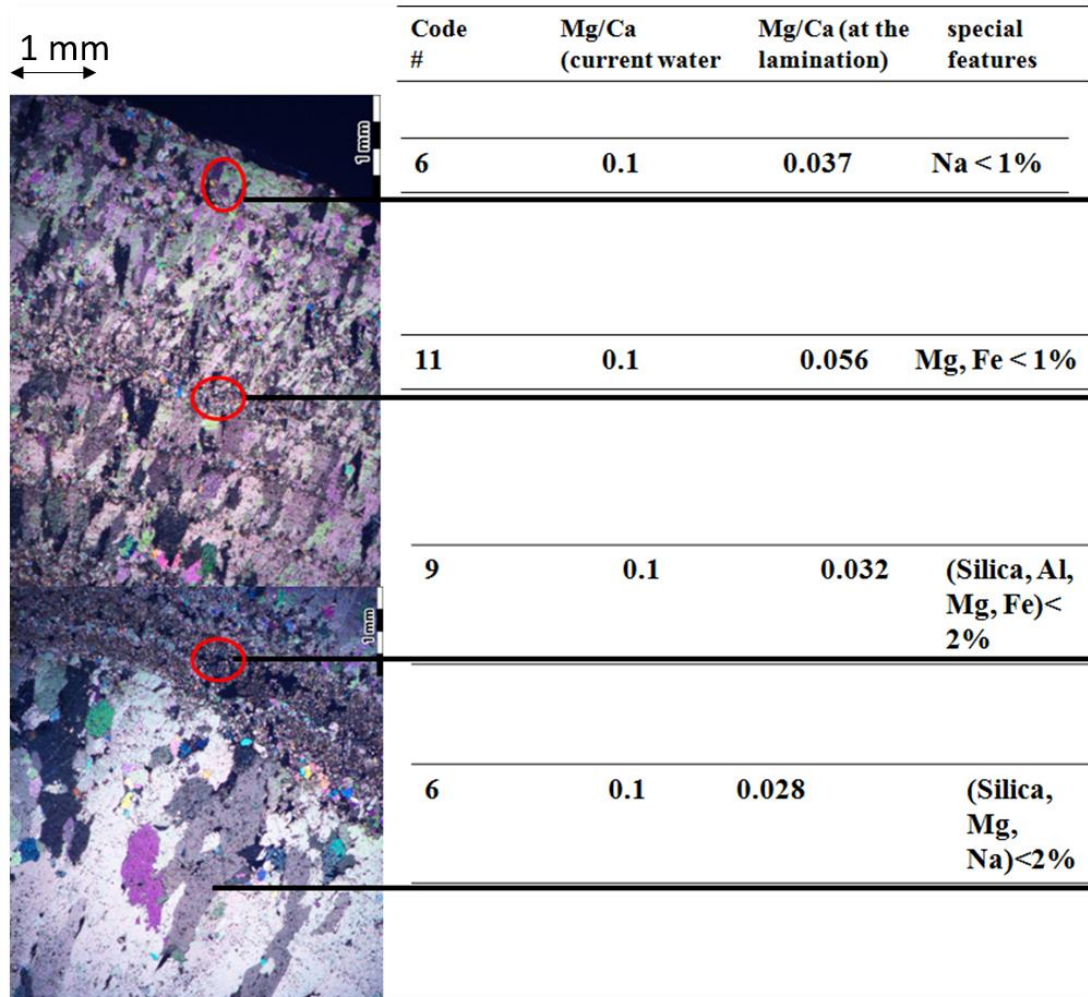 1 mm
Code Mg/Ca Mg/Ca (at the special
# (current water lamination) features
1 mm
6 0.1 0.037 Na < 1%
11 0.1 0.056 Mg, Fe < 1%
9 0.1 0.032 (Silica, Al,
Mg, Fe)<
2%
1 mm
6 0.1 0.028 (Silica,
Mg,
Na)<2%